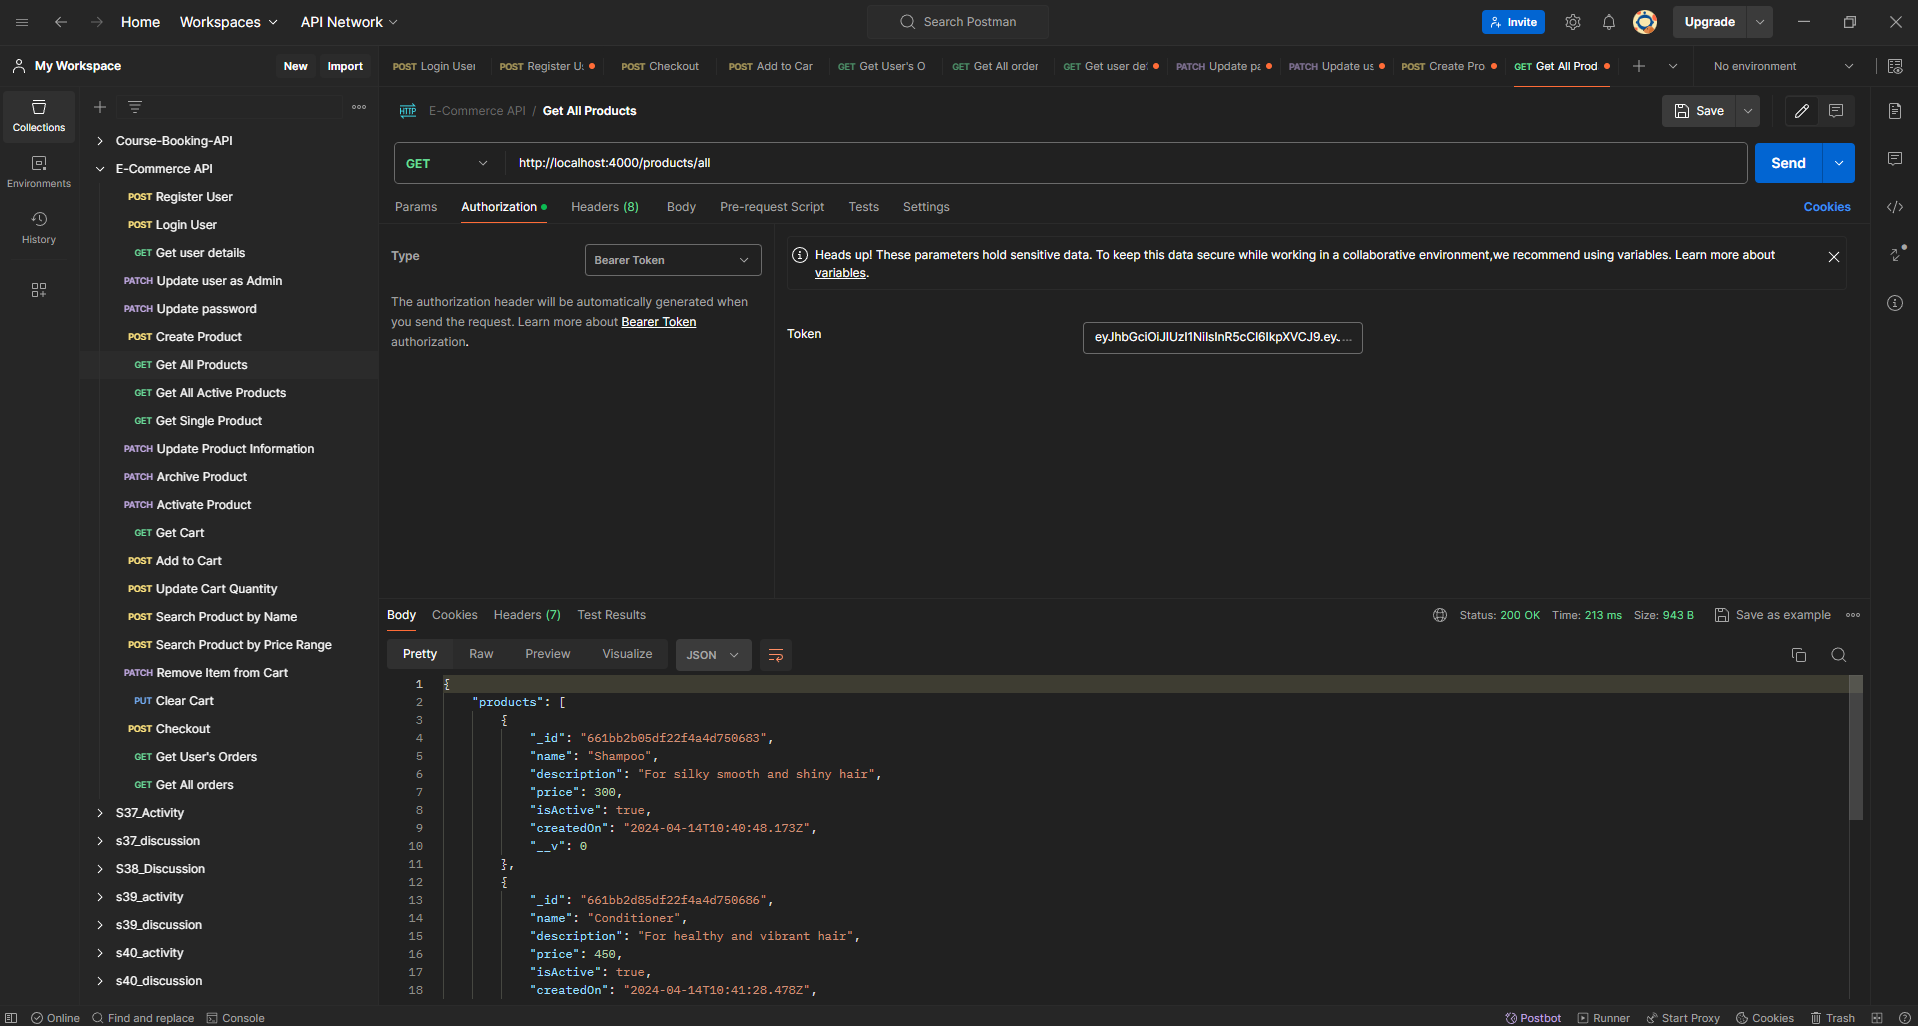 Home Workspaces API Network Search Postman Invite Upgrade
My Workspace New Import
POST Login User POST Register Us POST Checkout POST Add to Car GET Get User's O GET Get All order GET Get user de PATCH Update pa PATCH Update us POST Create Pro GET Get All Prod No environment
Collections
Environments
History
Course-Booking-API
E-Commerce API
POST Register User
POST Login User
GET Get user details
PATCH Update user as Admin
PATCH Update password
POST Create Product
GET Get All Products
GET Get All Active Products
GET Get Single Product
PATCH Update Product Information
PATCH Archive Product
PATCH Activate Product
GET Get Cart
POST Add to Cart
POST Update Cart Quantity
POST Search Product by Name
POST Search Product by Price Range
PATCH Remove Item from Cart
PUT Clear Cart
POST Checkout
GET Get User's Orders
GET Get All orders
S37_Activity
s37_discussion
S38_Discussion
s39_activity
s39_discussion
s40_activity
s40_discussion
HTTP E-Commerce API / Get All Products Save
GET http://localhost:4000/products/all Send
Params Authorization Headers (8) Body Pre-request Script Tests Settings Cookies
Type Bearer Token
The authorization header will be automatically generated when
you send the request. Learn more about Bearer Token
authorization.
Heads up! These parameters hold sensitive data. To keep this data secure while working in a collaborative environment,we recommend using variables. Learn more about
variables.
Token eyJhbGciOiJIUzI1NiIsInR5cCI6IkpXVCJ9.ey. ...
Body Cookies Headers (7) Test Results Status: 200 OK Time: 213 ms Size: 943 B Save as example
Pretty Raw Preview Visualize JSON
1 {
2 "products": [
3 {
4 "_id": "661bb2b05df22f4a4d750683",
5 "name": "Shampoo",
6 "description": "For silky smooth and shiny hair",
7 "price": 300,
8 "isActive": true,
9 "createdOn": "2024-04-14T10:40:48.173Z",
10 "__v": 0
11 },
12 {
13 "_id": "661bb2d85df22f4a4d750686",
14 "name": "Conditioner",
15 "description": "For healthy and vibrant hair",
16 "price": 450,
17 "isActive": true,
18 "createdOn": "2024-04-14T10:41:28.478Z",
Online Find and replace Console Postbot Runner Start Proxy Cookies Trash